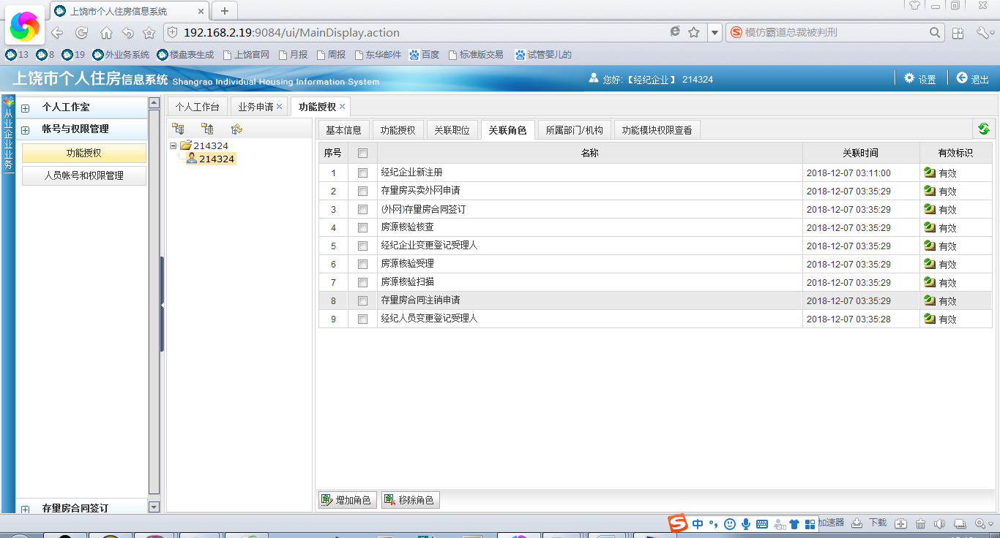 上饶市个人住房信息系统
192.168.2.19:9084/ui/MainDisplay.action
模仿霸道总裁被判刑
13 8 19 外业务系统 楼盘表生成 上饶官网 月报 周报 东华邮件 百度 标准版交易 试管婴儿的
上饶市个人住房信息系统 Shangrao Individual Housing Information System
您好:【经纪企业】 214324
设置 退出
从业企业业务
个人工作室
帐号与权限管理
功能授权
人员帐号和权限管理
存量房合同签订
个人工作台 业务申请 功能授权
214324
214324
基本信息 功能授权 关联职位 关联角色 所属部门/机构 功能模块权限查看
序号 名称 关联时间 有效标识
1 经纪企业新注册 2018-12-07 03:11:00 有效
2 存量房买卖外网申请 2018-12-07 03:35:29 有效
3 (外网)存量房合同签订 2018-12-07 03:35:29 有效
4 房源核验核查 2018-12-07 03:35:29 有效
5 经纪企业变更登记受理人 2018-12-07 03:35:29 有效
6 房源核验受理 2018-12-07 03:35:29 有效
7 房源核验扫描 2018-12-07 03:35:29 有效
8 存量房合同注销申请 2018-12-07 03:35:29 有效
9 经纪人员变更登记受理人 2018-12-07 03:35:28 有效
增加角色 移除角色
中
加速器 下载